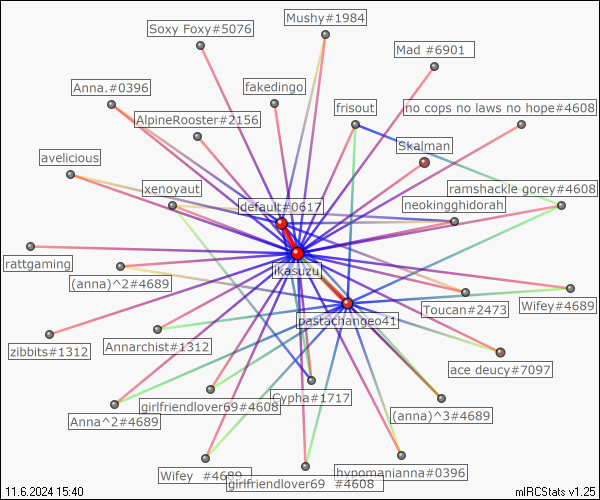 Mushy#1984
Soxy Foxy#5076
Mad #6901
fakedingo
Anna.#0396
frisout
no cops no laws no hope#4608
AlpineRooster#2156
Skalman
avelicious
xenoyaut
ramshackle gorey#4608
default#0617
neokingghidorah
rattgaming
likasuzu
(anna)^2#4689
Wifey#4689
Toucan#2473
pastachangeo41
zibbits#1312
Annarchist#1312
ace deucy#7097
Cypha#1717
girlfriendlover69#4608
(anna)^3#4689
Anna^2#4689
Wifey #4689
hypomanianna#0396
girlfriendlover69 #4608
11.6.2024 15:40
mIRCStats v1.25